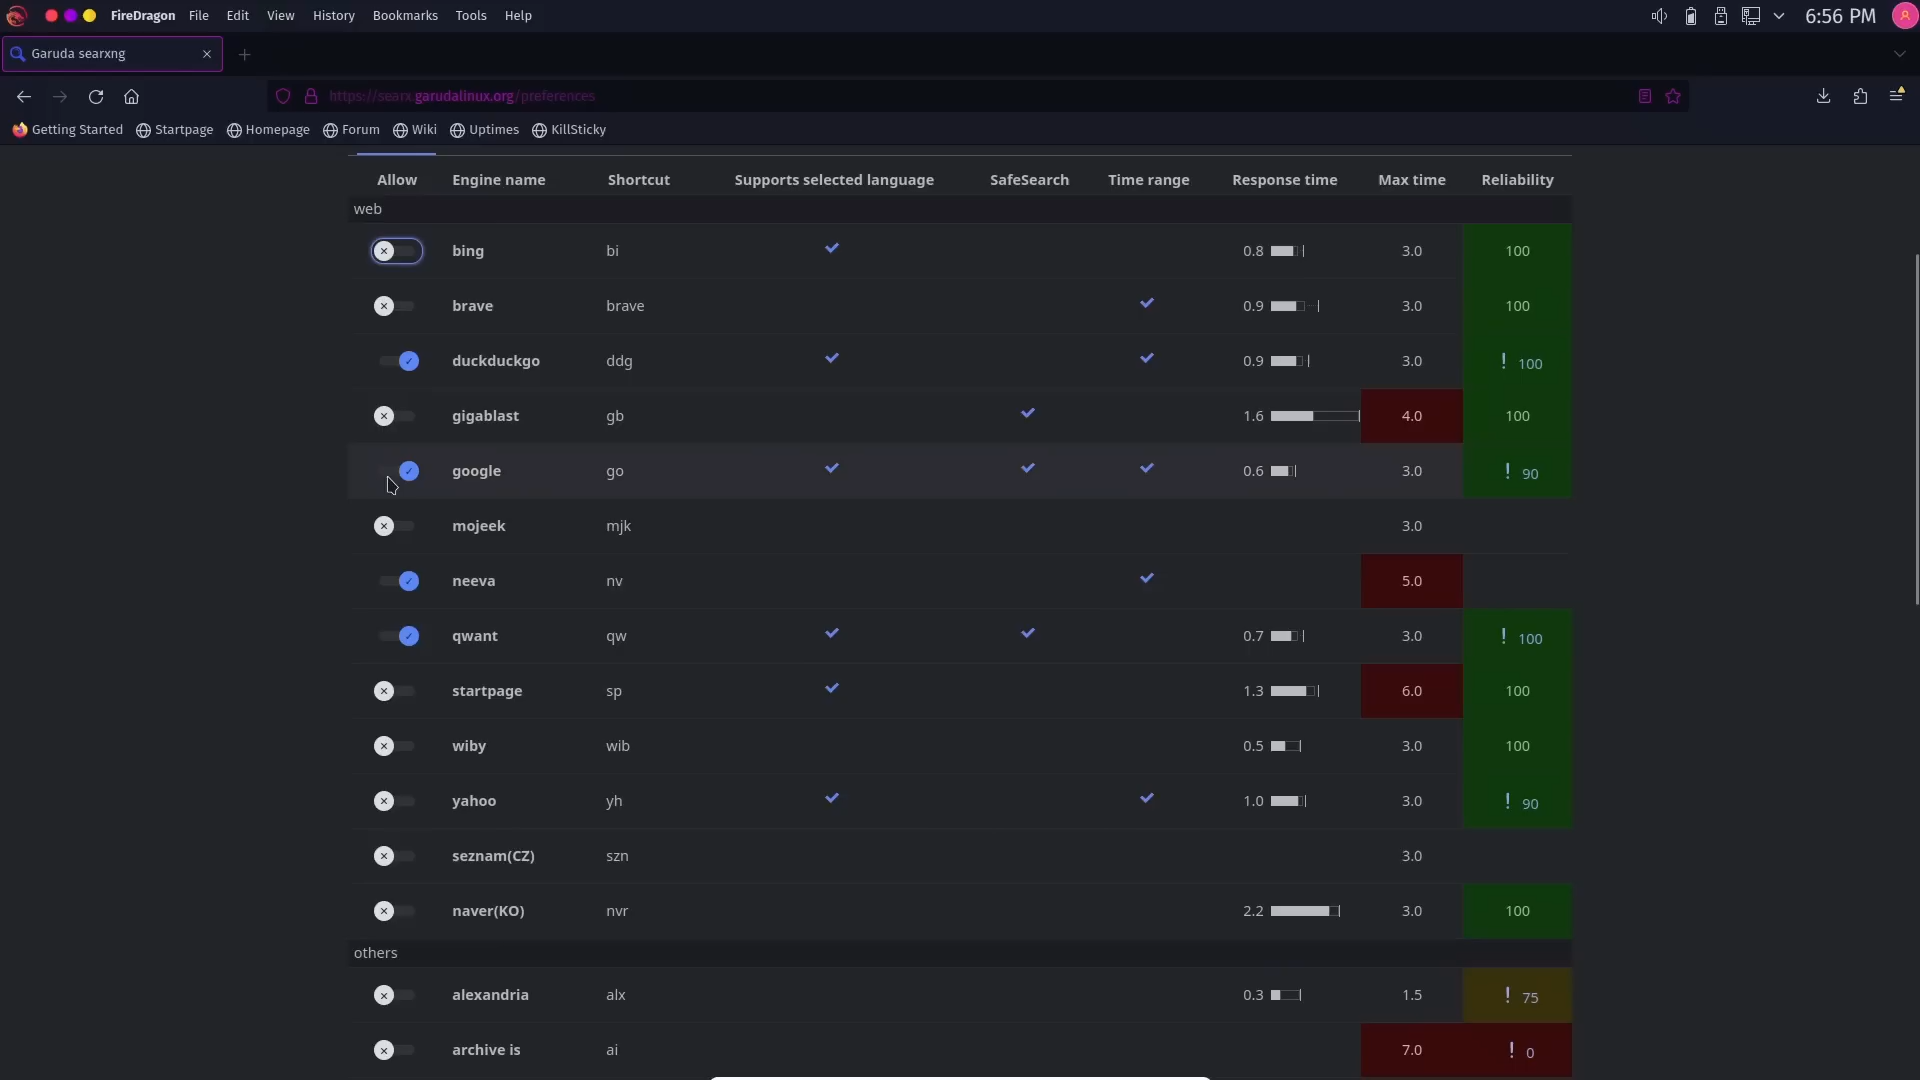 FireDragon File Edit View History Bookmarks Tools Help 6:56 PM
Garuda searxng
https://searx.garudalinux.org/preferences
Getting Started Startpage Homepage Forum Wiki Uptimes KillSticky
Allow Engine name Shortcut Supports selected language SafeSearch Time range Response time Max time Reliability
web
bing bi 0.8 3.0 100
brave brave 0.9 3.0 100
duckduckgo ddg 0.9 3.0 ! 100
gigablast gb 1.6 4.0 100
google go 0.6 3.0 ! 90
mojeek mjk 3.0
neeva nv 5.0
qwant qw 0.7 3.0 ! 100
startpage sp 1.3 6.0 100
wiby wib 0.5 3.0 100
yahoo yh 1.0 3.0 ! 90
seznam(CZ) szn 3.0
naver(KO) nvr 2.2 3.0 100
others
alexandria alx 0.3 1.5 ! 75
archive is ai 7.0 ! 0